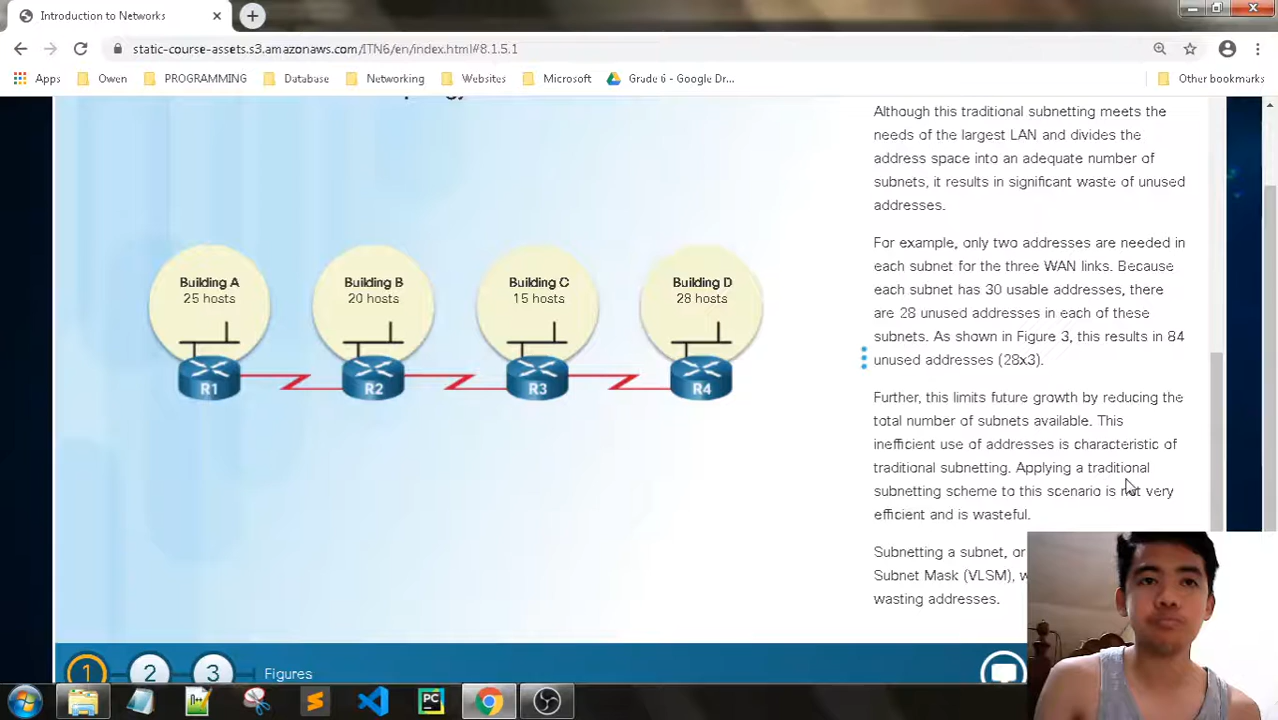 Introduction to Networks
static-course-assets.s3.amazonaws.com/ITN6/en/index.html#8.1.5.1
Apps Owen PROGRAMMING Database Networking Websites Microsoft Grade 6 - Google Dr... Other bookmarks
Although this traditional subnetting meets the
needs of the largest LAN and divides the
address space into an adequate number of
subnets, it results in significant waste of unused
addresses.
For example, only two addresses are needed in
each subnet for the three WAN links. Because
each subnet has 30 usable addresses, there
are 28 unused addresses in each of these
subnets. As shown in Figure 3, this results in 84
unused addresses (28x3).
Further, this limits future growth by reducing the
total number of subnets available. This
inefficient use of addresses is characteristic of
traditional subnetting. Applying a traditional
subnetting scheme to this scenario is not very
efficient and is wasteful.
Subnetting a subnet, or
Subnet Mask (VLSM), w
wasting addresses.
Building A
25 hosts
R1
Building B
20 hosts
R2
Building C
15 hosts
R3
Building D
28 hosts
R4
1 2 3 Figures
PC